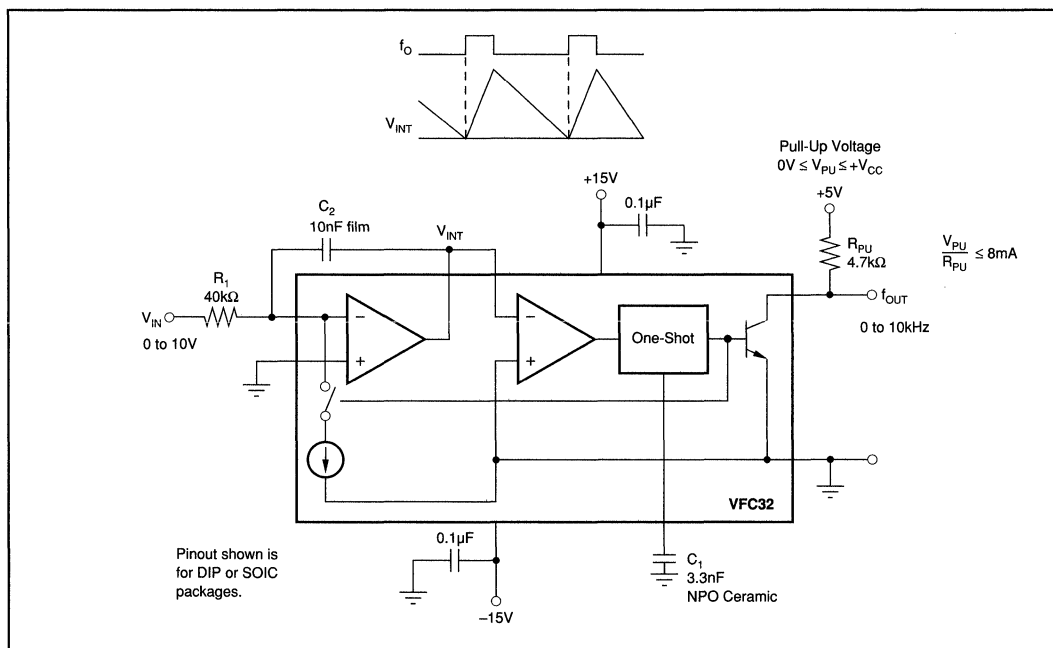 f_O
V_INT
Pull-Up Voltage
0V ≤ V_PU ≤ +V_CC
+5V
+15V
0.1µF
C_2
10nF film
V_INT
R_PU
4.7kΩ
V_PU
R_PU
≤ 8mA
R_1
40kΩ
V_IN
0 to 10V
–
+
–
+
One-Shot
f_OUT
0 to 10kHz
VFC32
Pinout shown is
for DIP or SOIC
packages.
0.1µF
–15V
C_1
3.3nF
NPO Ceramic